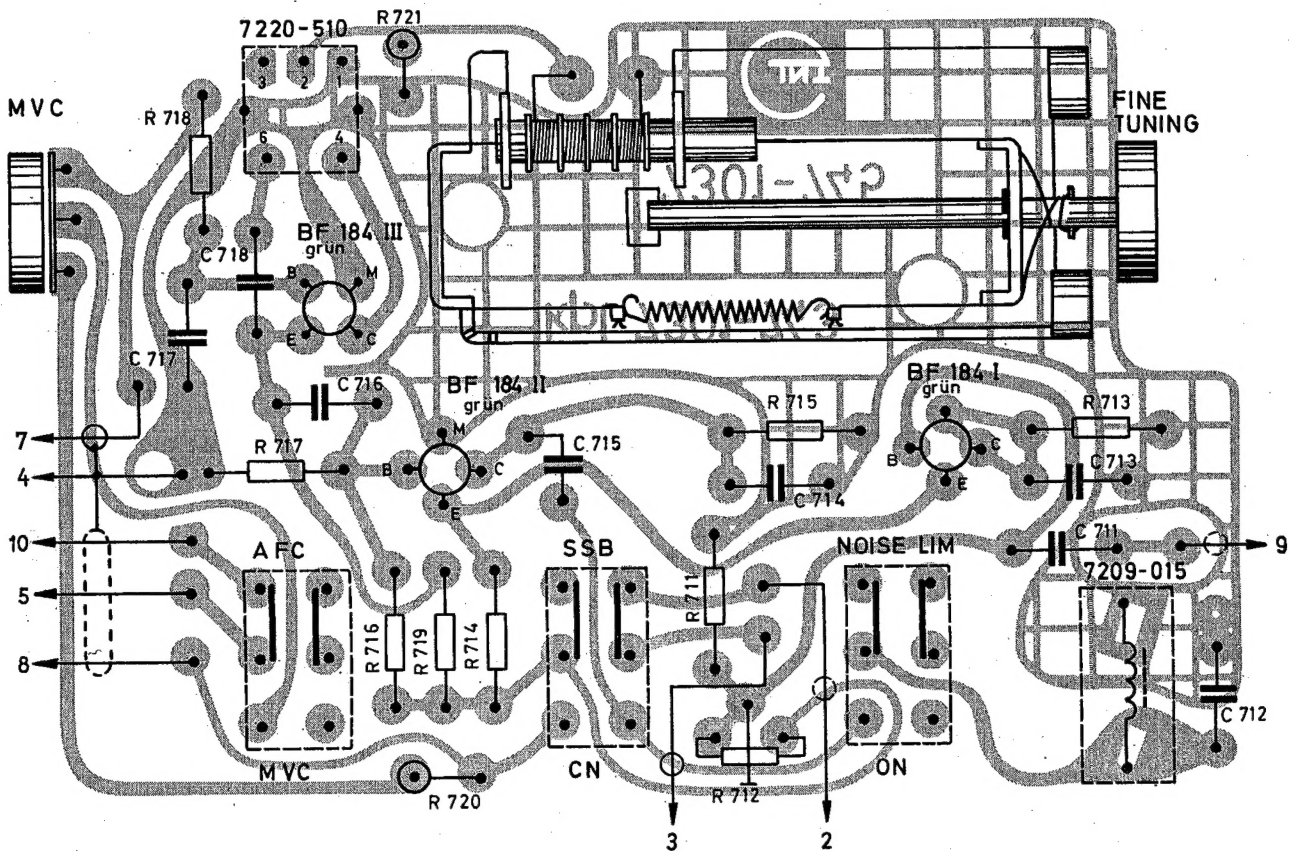 R 721
7220-510
3 2 1
6 4
MVC
R 718
FINE
TUNING
7301-745
BF 184 III
grün
C 718
B M
E C
C 717
C 716
BF 184 II
grün
M
B C
E
BF 184 I
grün
C
B
E
R 715
R 713
C 715
C 714
C 713
R 717
7
4
10
5
8
AFC
SSB
NOISE LIM
C 711
9
7209-015
R 711
R 716
R 719
R 714
C 712
MVC
CN
ON
R 720
R 712
3
2